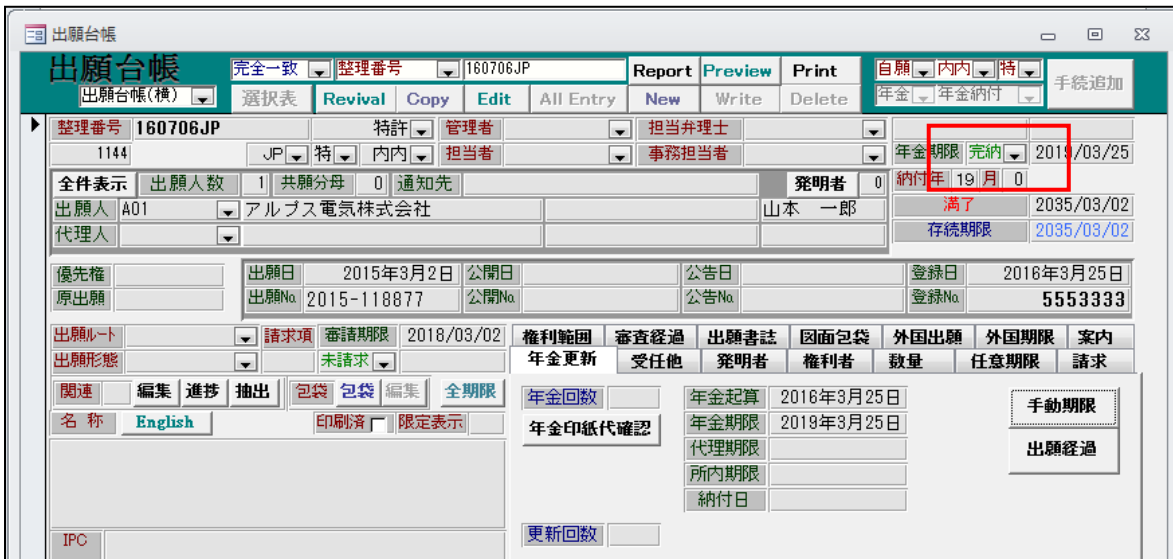 出願台帳
出願台帳 完全一致 整理番号 160706JP Report Preview Print 自願 内内 特 手続追加
出願台帳(横) 選択表 Revival Copy Edit All Entry New Write Delete 年金 年金納付
整理番号 160706JP 特許 管理者 担当弁理士
1144 JP 特 内内 担当者 事務担当者 年金期限 完納 2019/03/25
全件表示 出願人数 1 共願分母 0 通知先 発明者 0 納付年 19 月 0
出願人 A01 アルプス電気株式会社 山本 一郎 満了 2035/03/02
代理人 存続期限 2035/03/02
優先権 出願日 2015年3月2日 公開日 公告日 登録日 2016年3月25日
原出願 出願No. 2015-118877 公開No. 公告No. 登録No. 5553333
出願ルート 請求項 審請期限 2018/03/02 権利範囲 審査経過 出願書誌 図面包袋 外国出願 外国期限 案内
出願形態 未請求 年金更新 受任他 発明者 権利者 数量 任意期限 請求
関連 編集 進捗 抽出 包袋 包袋 編集 全期限 年金回数 年金起算 2016年3月25日 手動期限
名 称 English 印刷済 限定表示 年金印紙代確認 年金期限 2019年3月25日
代理期限 出願経過
所内期限
納付日
IPC 更新回数